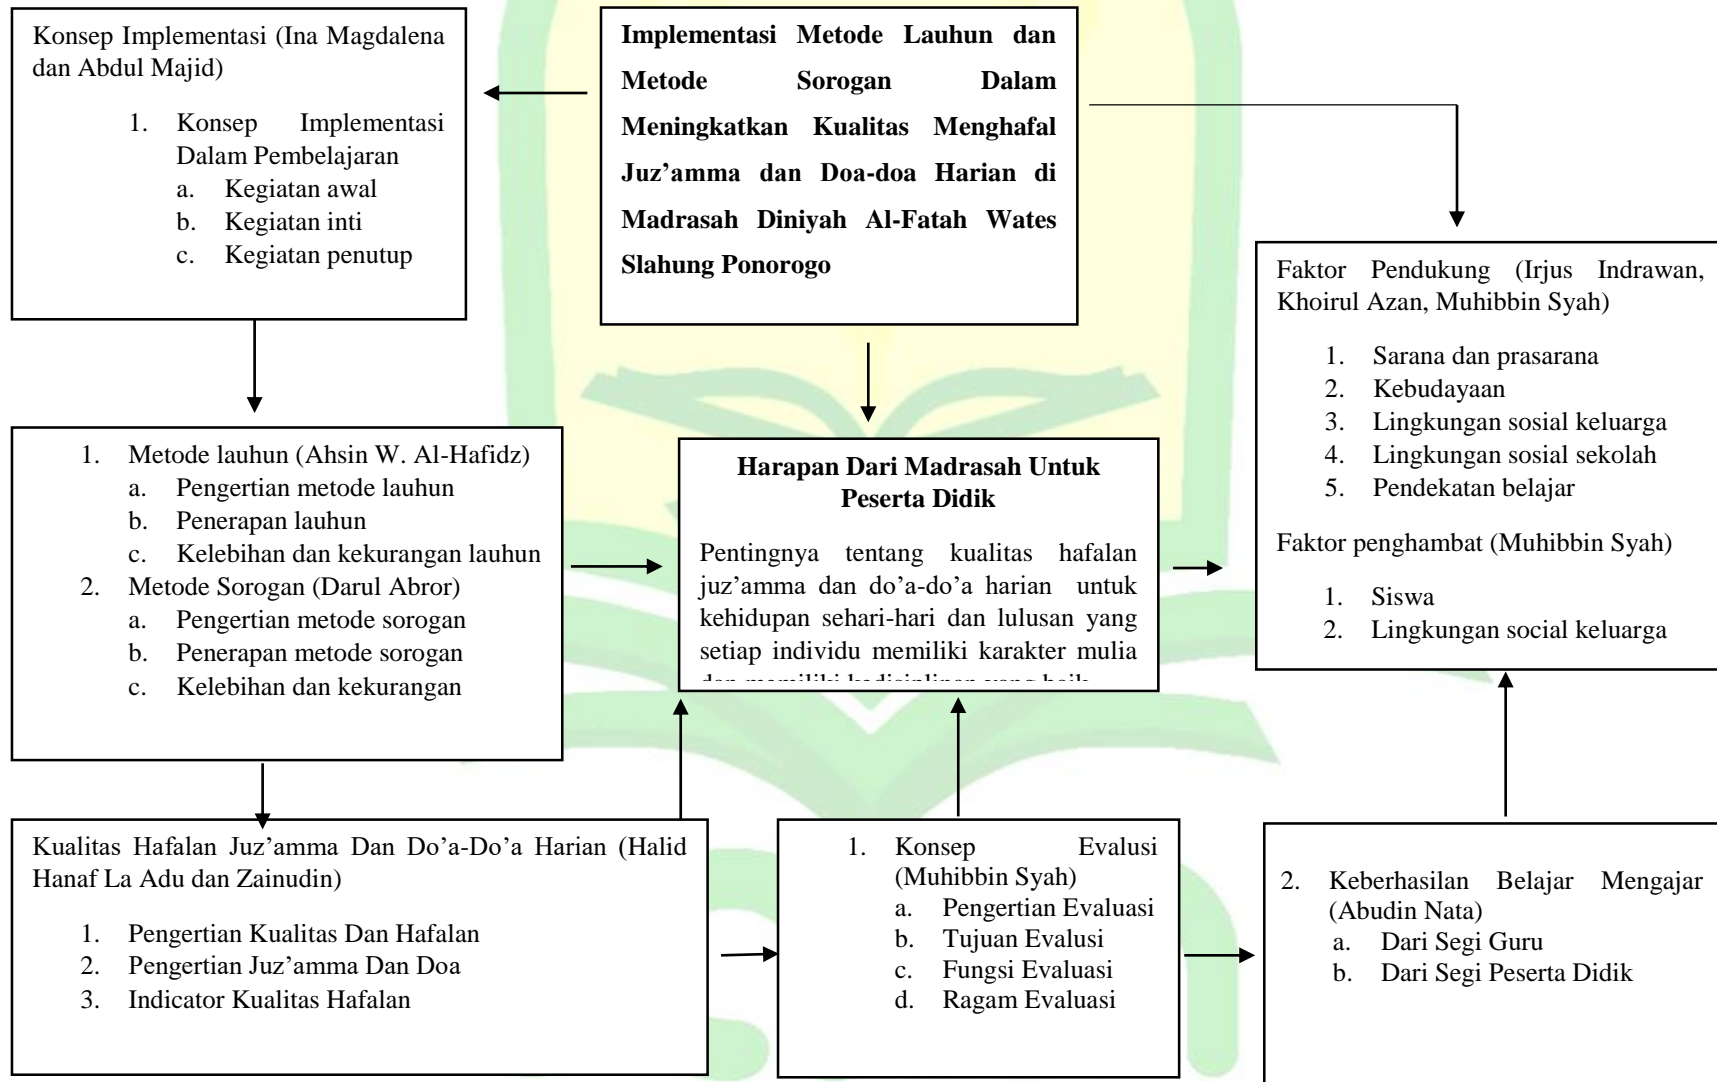 Konsep Implementasi (Ina Magdalena
dan Abdul Majid)
1. Konsep Implementasi
Dalam Pembelajaran
a. Kegiatan awal
b. Kegiatan inti
c. Kegiatan penutup
Implementasi Metode Lauhun dan
Metode Sorogan Dalam
Meningkatkan Kualitas Menghafal
Juz’amma dan Doa-doa Harian di
Madrasah Diniyah Al-Fatah Wates
Slahung Ponorogo
Faktor Pendukung (Irjus Indrawan,
Khoirul Azan, Muhibbin Syah)
1. Sarana dan prasarana
2. Kebudayaan
3. Lingkungan sosial keluarga
4. Lingkungan sosial sekolah
5. Pendekatan belajar
Faktor penghambat (Muhibbin Syah)
1. Siswa
2. Lingkungan social keluarga
1. Metode lauhun (Ahsin W. Al-Hafidz)
a. Pengertian metode lauhun
b. Penerapan lauhun
c. Kelebihan dan kekurangan lauhun
2. Metode Sorogan (Darul Abror)
a. Pengertian metode sorogan
b. Penerapan metode sorogan
c. Kelebihan dan kekurangan
Harapan Dari Madrasah Untuk
Peserta Didik
Pentingnya tentang kualitas hafalan
juz’amma dan do’a-do’a harian untuk
kehidupan sehari-hari dan lulusan yang
setiap individu memiliki karakter mulia
dan memiliki kedisiplinan yang baik
Kualitas Hafalan Juz’amma Dan Do’a-Do’a Harian (Halid
Hanaf La Adu dan Zainudin)
1. Pengertian Kualitas Dan Hafalan
2. Pengertian Juz’amma Dan Doa
3. Indicator Kualitas Hafalan
1. Konsep Evalusi
(Muhibbin Syah)
a. Pengertian Evaluasi
b. Tujuan Evalusi
c. Fungsi Evaluasi
d. Ragam Evaluasi
2. Keberhasilan Belajar Mengajar
(Abudin Nata)
a. Dari Segi Guru
b. Dari Segi Peserta Didik